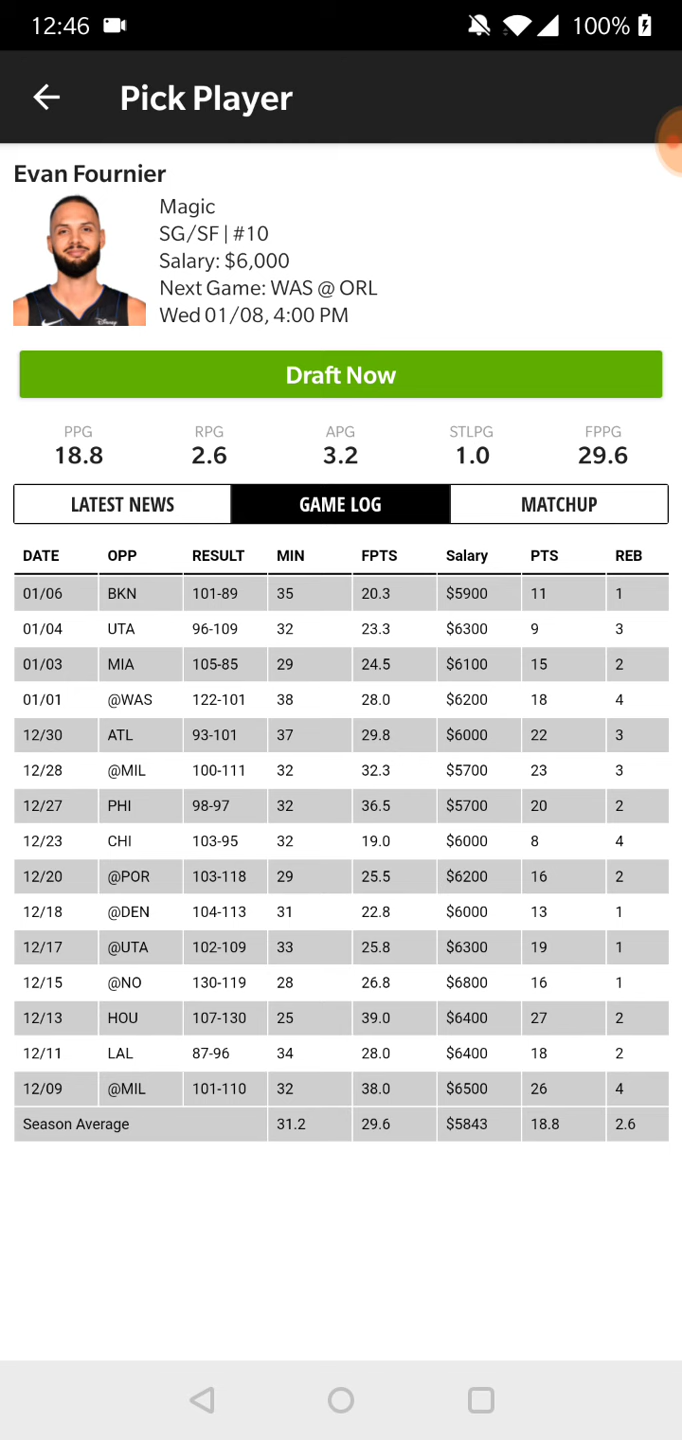 12:46 100%
Pick Player
Evan Fournier
Magic
SG/SF | #10
Salary: $6,000
Next Game: WAS @ ORL
Wed 01/08, 4:00 PM
Draft Now
PPG RPG APG STLPG FPPG
18.8 2.6 3.2 1.0 29.6
LATEST NEWS GAME LOG MATCHUP
DATE OPP RESULT MIN FPTS Salary PTS REB
01/06 BKN 101-89 35 20.3 $5900 11 1
01/04 UTA 96-109 32 23.3 $6300 9 3
01/03 MIA 105-85 29 24.5 $6100 15 2
01/01 @WAS 122-101 38 28.0 $6200 18 4
12/30 ATL 93-101 37 29.8 $6000 22 3
12/28 @MIL 100-111 32 32.3 $5700 23 3
12/27 PHI 98-97 32 36.5 $5700 20 2
12/23 CHI 103-95 32 19.0 $6000 8 4
12/20 @POR 103-118 29 25.5 $6200 16 2
12/18 @DEN 104-113 31 22.8 $6000 13 1
12/17 @UTA 102-109 33 25.8 $6300 19 1
12/15 @NO 130-119 28 26.8 $6800 16 1
12/13 HOU 107-130 25 39.0 $6400 27 2
12/11 LAL 87-96 34 28.0 $6400 18 2
12/09 @MIL 101-110 32 38.0 $6500 26 4
Season Average 31.2 29.6 $5843 18.8 2.6